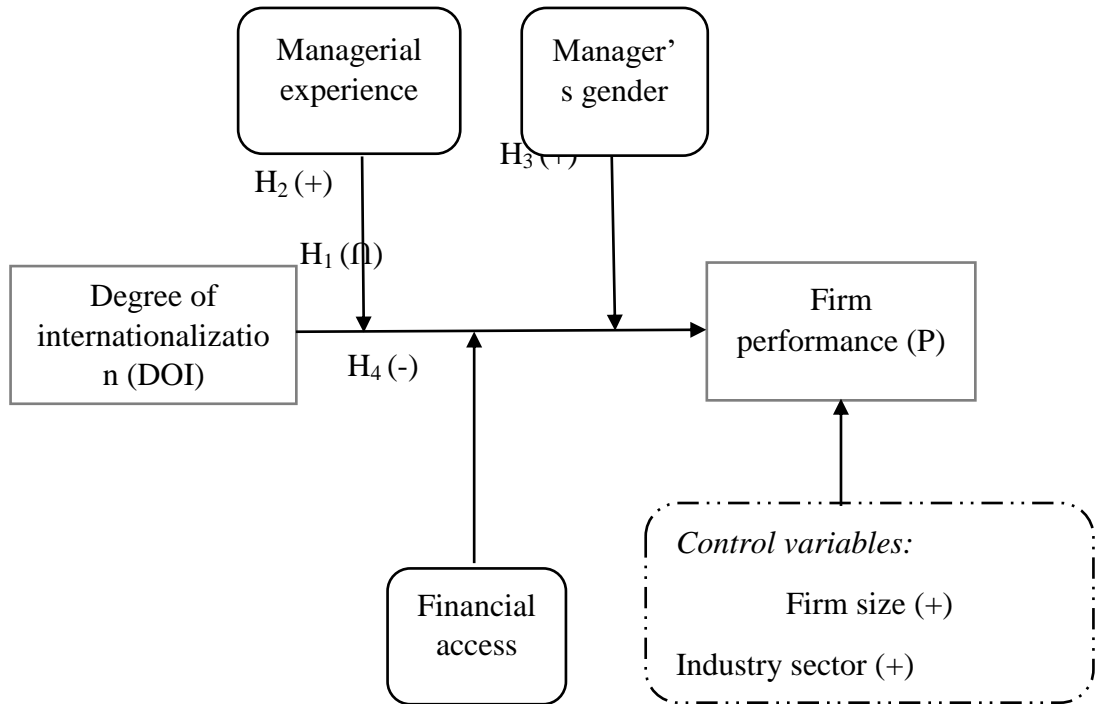 Managerial
experience
Manager’
s gender
H3 (+)
H2 (+)
H1 (Ո)
Degree of
internationalizatio
n (DOI)
Firm
performance (P)
H4 (-)
Financial
access
Control variables:
Firm size (+)
Industry sector (+)